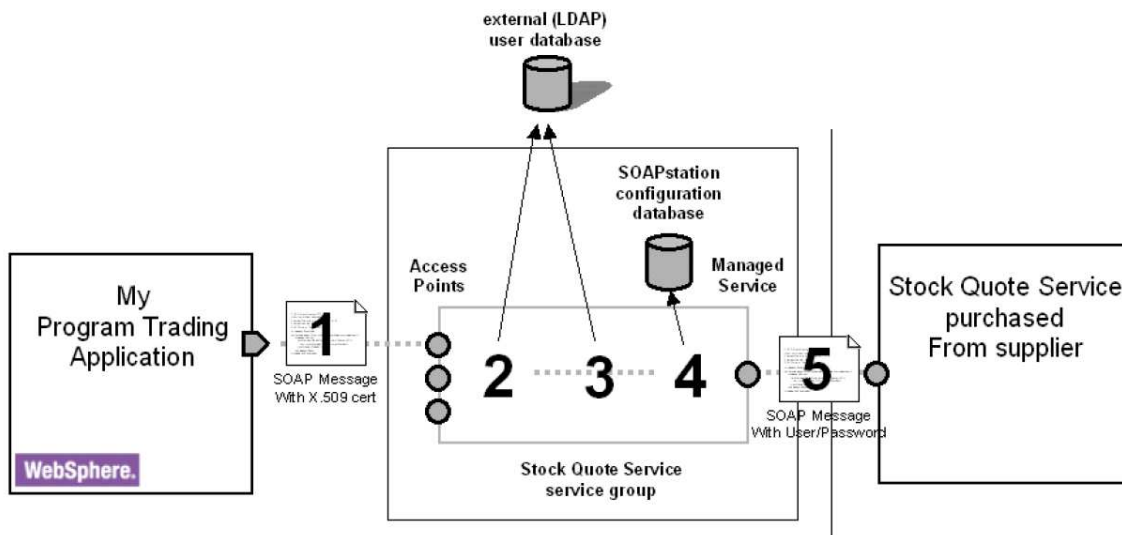 external (LDAP)
user database
SOAPstation
configuration
database
Access
Points
Managed
Service
My
Program Trading
Application
WebSphere.
1
SOAP Message
With X.509 cert
2
3
4
5
SOAP Message
With User/Password
Stock Quote Service
purchased
From supplier
Stock Quote Service
service group